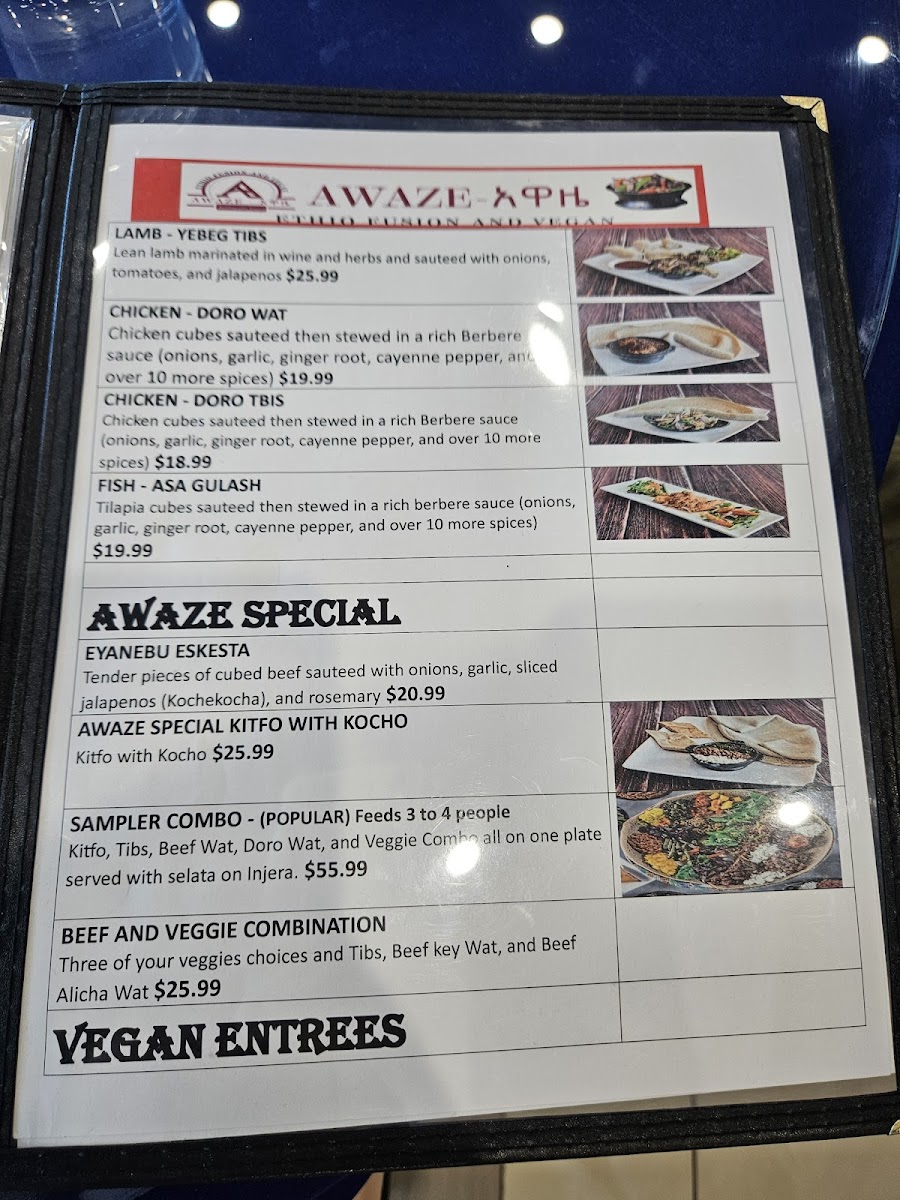 AWAZE-አዋዜ
ETHIO FUSION AND VEGAN
LAMB - YEBEG TIBS
Lean lamb marinated in wine and herbs and sauteed with onions,
tomatoes, and jalapenos $25.99
CHICKEN - DORO WAT
Chicken cubes sauteed then stewed in a rich Berbere
sauce (onions, garlic, ginger root, cayenne pepper, and
over 10 more spices) $19.99
CHICKEN - DORO TBIS
Chicken cubes sauteed then stewed in a rich Berbere sauce
(onions, garlic, ginger root, cayenne pepper, and over 10 more
spices) $18.99
FISH - ASA GULASH
Tilapia cubes sauteed then stewed in a rich berbere sauce (onions,
garlic, ginger root, cayenne pepper, and over 10 more spices)
$19.99
AWAZE SPECIAL
EYANEBU ESKESTA
Tender pieces of cubed beef sauteed with onions, garlic, sliced
jalapenos (Kochekocha), and rosemary $20.99
AWAZE SPECIAL KITFO WITH KOCHO
Kitfo with Kocho $25.99
SAMPLER COMBO - (POPULAR) Feeds 3 to 4 people
Kitfo, Tibs, Beef Wat, Doro Wat, and Veggie Combo all on one plate
served with selata on Injera. $55.99
BEEF AND VEGGIE COMBINATION
Three of your veggies choices and Tibs, Beef key Wat, and Beef
Alicha Wat $25.99
VEGAN ENTREES